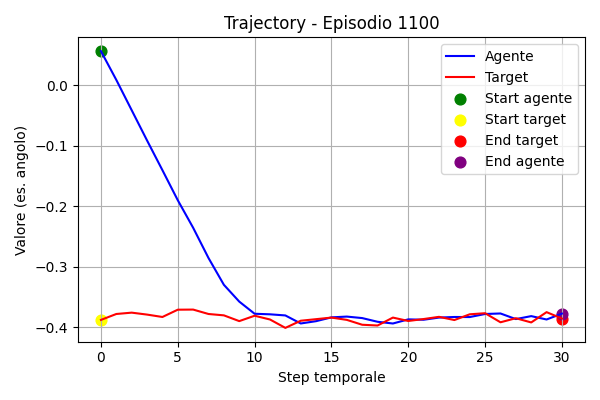 Trajectory - Episodio 1100
Agente
Target
Start agente
Start target
End target
End agente
0.0
−0.1
−0.2
−0.3
−0.4
Valore (es. angolo)
0 5 10 15 20 25 30
Step temporale